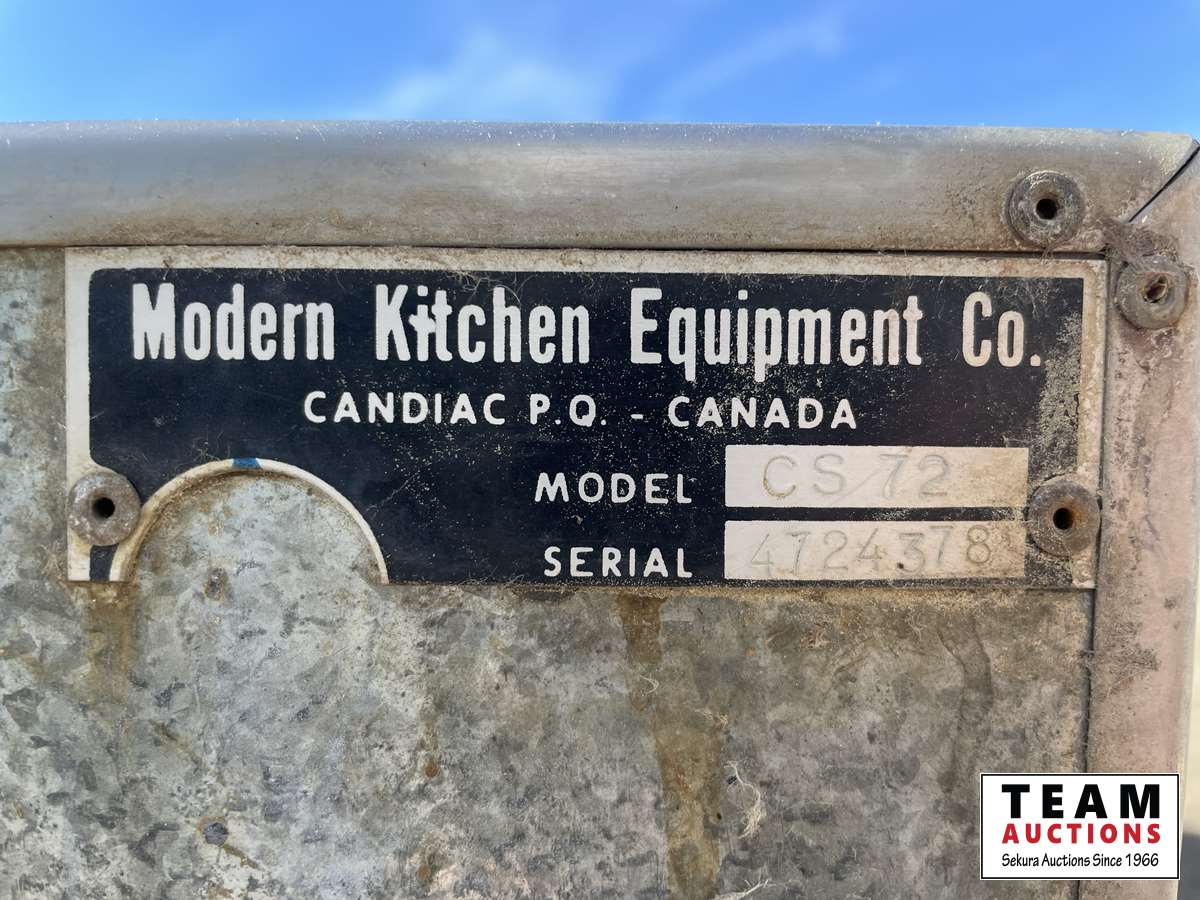 Modern Kitchen Equipment Co.
CANDIAC P.Q. - CANADA
MODEL CS 72
SERIAL 4724378
TEAM
AUCTIONS
Sekura Auctions Since 1966